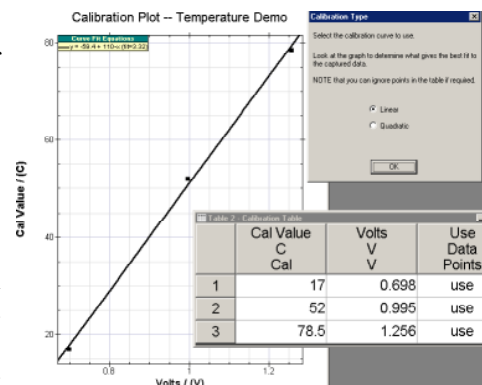 Calibration Plot -- Temperature Demo
Curve Fit Equations
y = -59.4 + 110·x (fit=3.32)
80
60
40
20
Cal Value / (C)
0.8
1
1.2
Volts / (V)
Calibration Type
Select the calibration curve to use.
Look at the graph to determine what gives the best fit to
the captured data.
NOTE that you can ignore points in the table if required.
Linear
Quadratic
OK
Table 2 - Calibration Table
Cal Value Volts Use
C V Data
Cal V Points
1 17 0.698 use
2 52 0.995 use
3 78.5 1.256 use